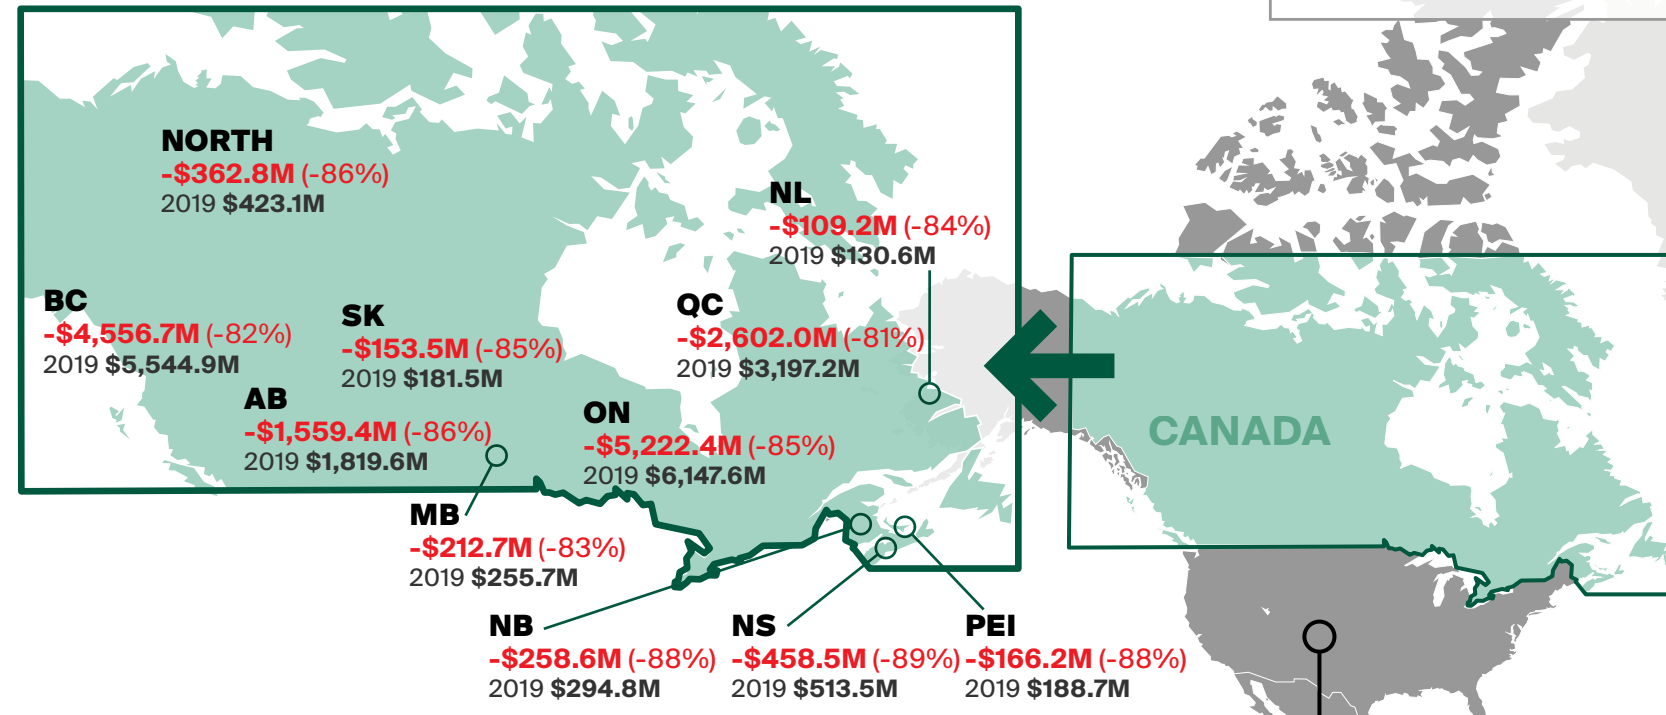 NORTH
-$362.8M (-86%)
2019 $423.1M
NL
-$109.2M (-84%)
2019 $130.6M
BC
-$4,556.7M (-82%)
2019 $5,544.9M
SK
-$153.5M (-85%)
2019 $181.5M
QC
-$2,602.0M (-81%)
2019 $3,197.2M
AB
-$1,559.4M (-86%)
2019 $1,819.6M
ON
-$5,222.4M (-85%)
2019 $6,147.6M
CANADA
MB
-$212.7M (-83%)
2019 $255.7M
NB
-$258.6M (-88%)
2019 $294.8M
NS
-$458.5M (-89%)
2019 $513.5M
PEI
-$166.2M (-88%)
2019 $188.7M